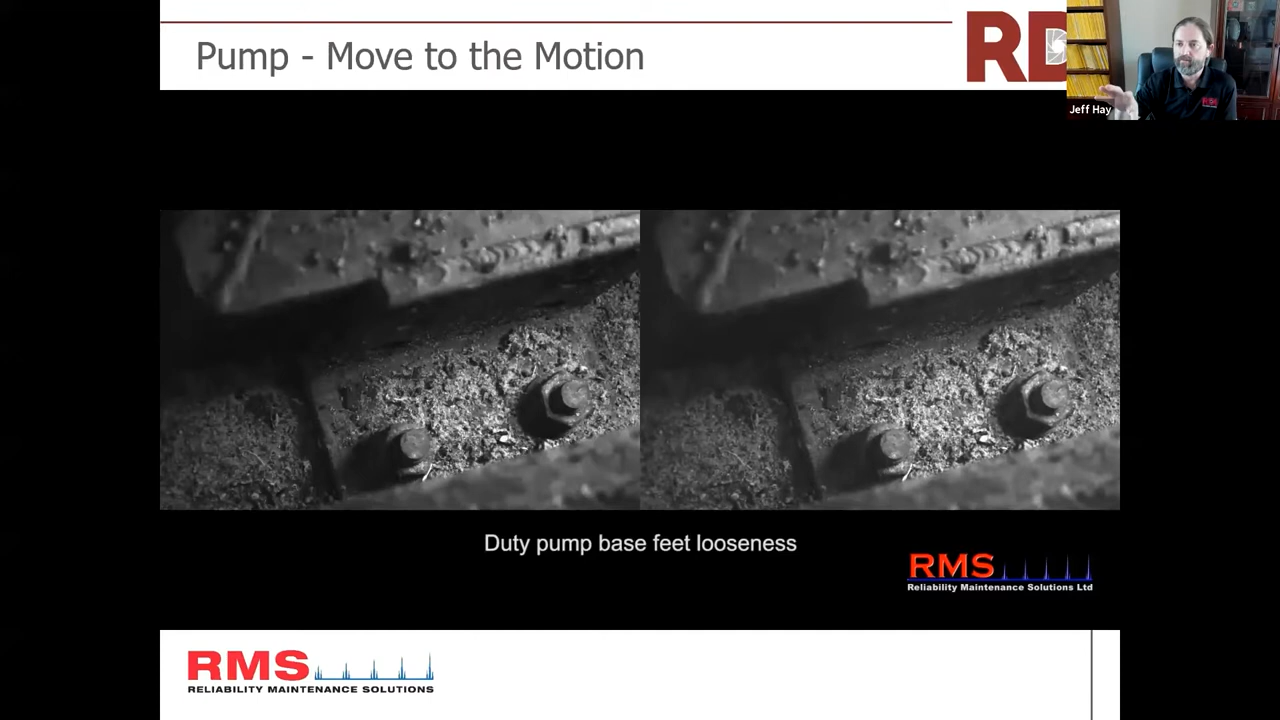 Pump - Move to the Motion
RD
Jeff Hay
Duty pump base feet looseness
RMS
Reliability Maintenance Solutions Ltd
RMS
RELIABILITY MAINTENANCE SOLUTIONS